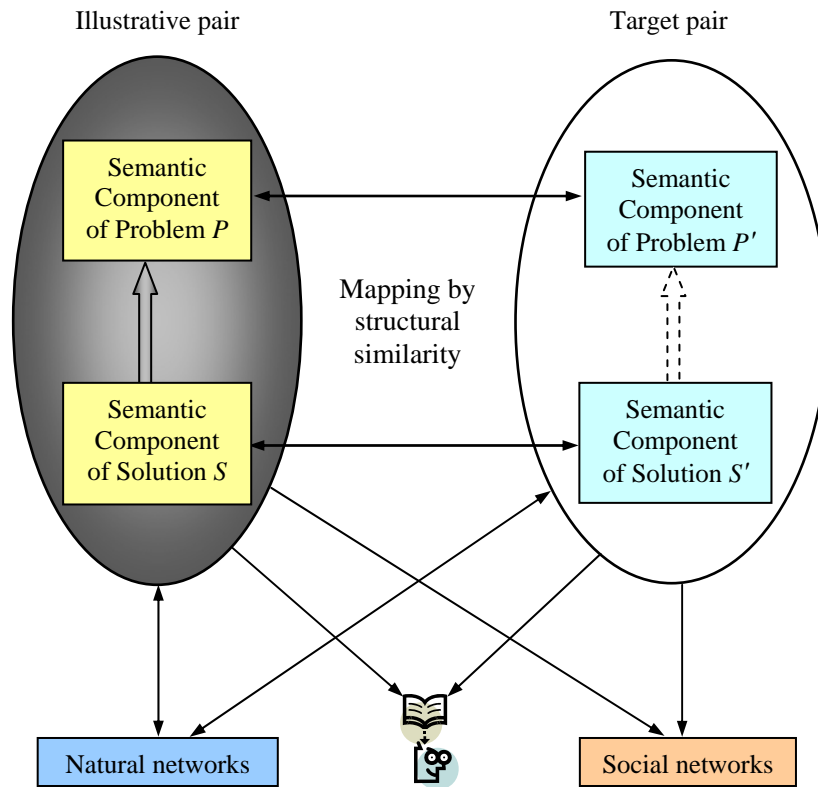 Illustrative pair
Target pair
Semantic
Component
of Problem P
Semantic
Component
of Problem P′
Mapping by
structural
similarity
Semantic
Component
of Solution S
Semantic
Component
of Solution S′
Natural networks
Social networks